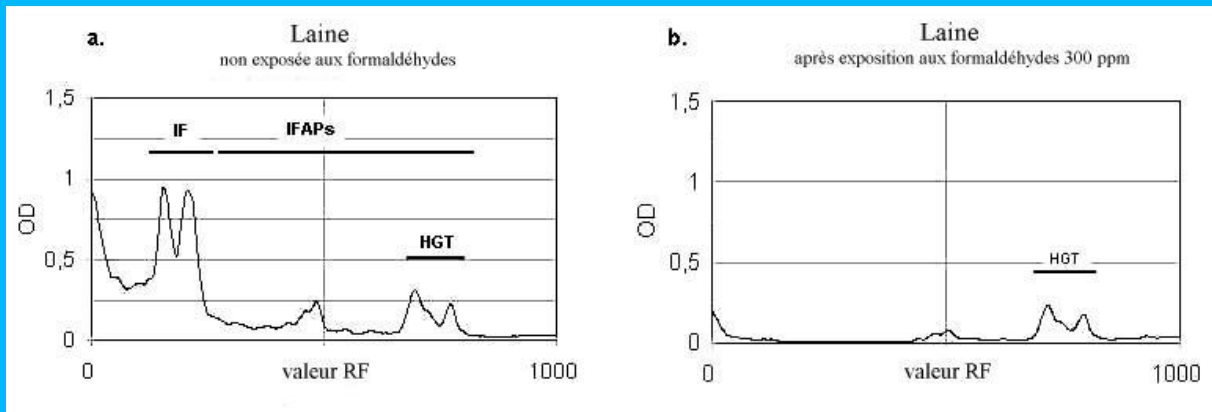 a.
Laine
non exposée aux formaldéhydes
1,5
IF
IFAPs
1
OD
HGT
0,5
0
0
valeur RF
1000
b.
Laine
après exposition aux formaldéhydes 300 ppm
1,5
1
OD
0,5
HGT
0
0
valeur RF
1000